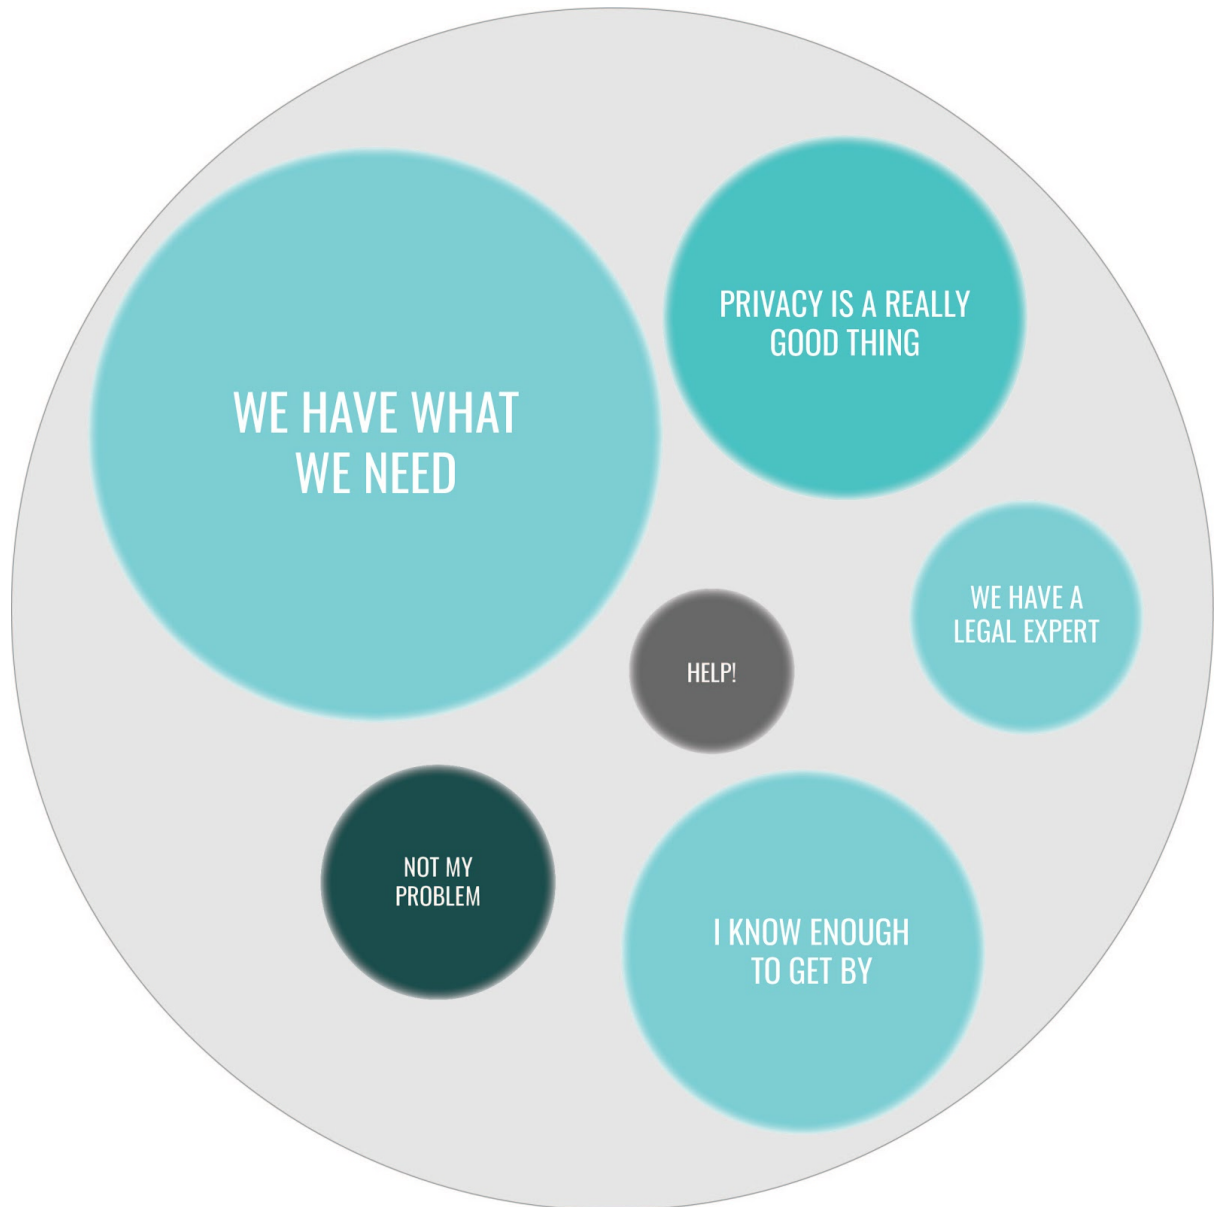 PRIVACY IS A REALLY
GOOD THING
WE HAVE WHAT
WE NEED
WE HAVE A
LEGAL EXPERT
HELP!
NOT MY
PROBLEM
I KNOW ENOUGH
TO GET BY